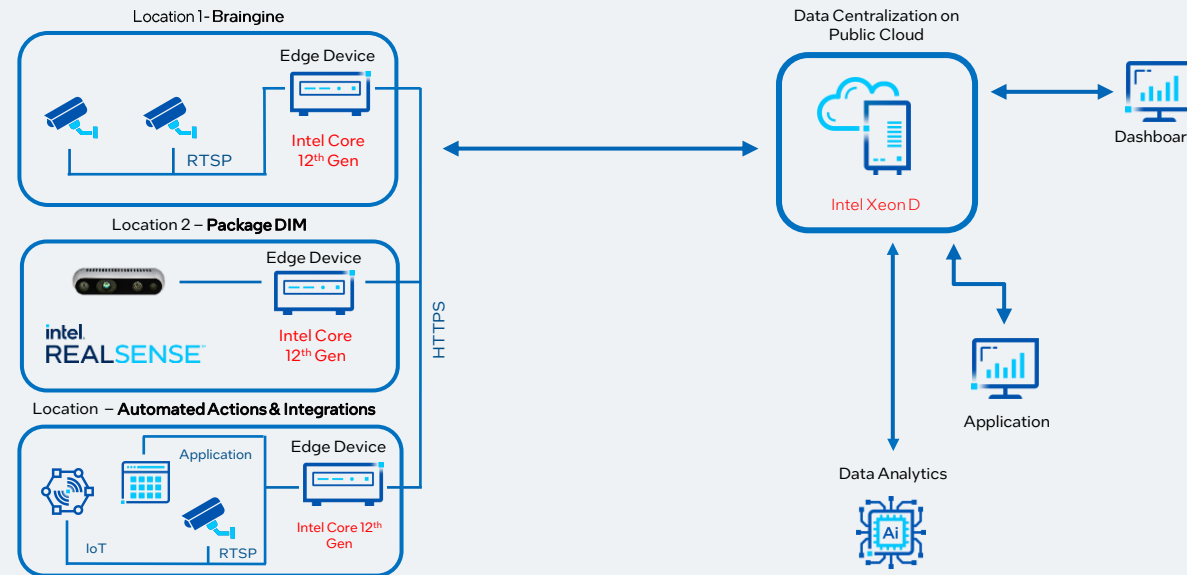 Location 1- Braingine
Edge Device
RTSP
Intel Core
12th Gen
Location 2 – Package DIM
Edge Device
intel.
REALSENSE™
Intel Core
12th Gen
HTTPS
Location – Automated Actions & Integrations
Application
Edge Device
IoT
RTSP
Intel Core 12th
Gen
Data Centralization on
Public Cloud
Intel Xeon D
Dashboar
Application
Data Analytics
Ai